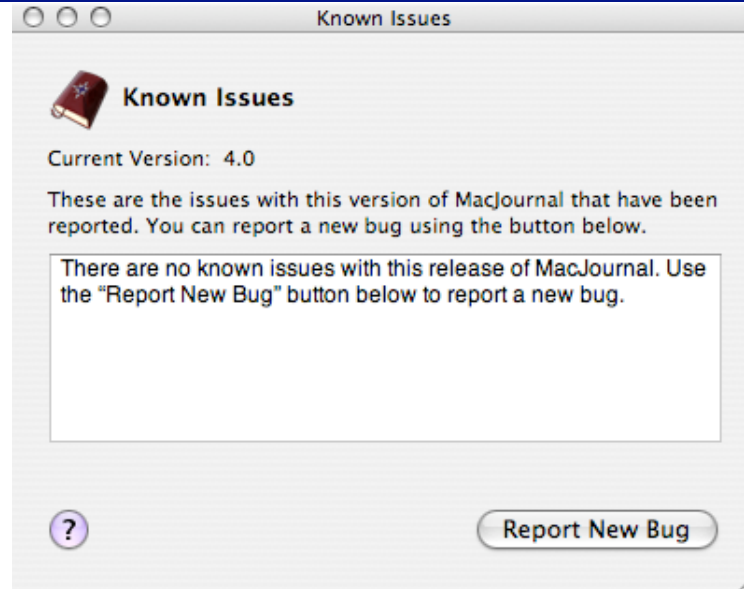 Known Issues
Known Issues
Current Version: 4.0
These are the issues with this version of MacJournal that have been
reported. You can report a new bug using the button below.
There are no known issues with this release of MacJournal. Use
the “Report New Bug” button below to report a new bug.
? Report New Bug